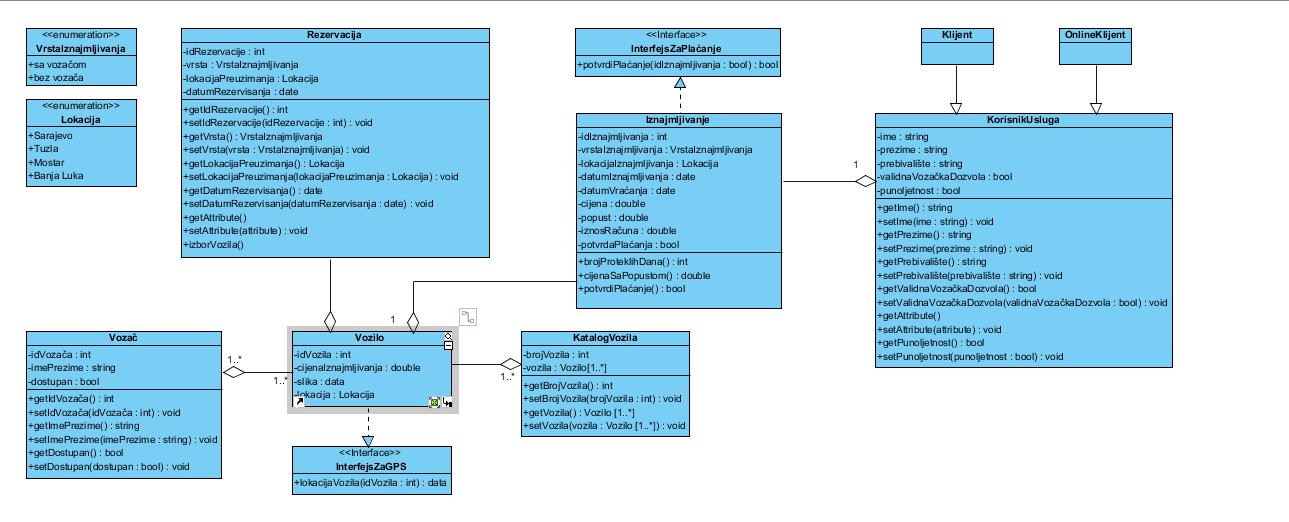 <<enumeration>>
VrstaIznajmljivanja
+sa vozačom
+bez vozača
<<enumeration>>
Lokacija
+Sarajevo
+Tuzla
+Mostar
+Banja Luka
Rezervacija
-idRezervacije : int
-vrsta : VrstaIznajmljivanja
-lokacijaPreuzimanja : Lokacija
-datumRezervisanja : date
+getIdRezervacije() : int
+setIdRezervacije(idRezervacije : int) : void
+getVrsta() : VrstaIznajmljivanja
+setVrsta(vrsta : VrstaIznajmljivanja) : void
+getLokacijaPreuzimanja() : Lokacija
+setLokacijaPreuzimanja(lokacijaPreuzimanja : Lokacija) : void
+getDatumRezervisanja() : date
+setDatumRezervisanja(datumRezervisanja : date) : void
+getAttribute()
+setAttribute(attribute) : void
+izborVozila()
<<Interface>>
InterfejsZaPlaćanje
+potvrdiPlaćanje(idIznajmljivanja : bool) : bool
Iznajmljivanje
-idIznajmljivanja : int
-vrstaIznajmljivanja : VrstaIznajmljivanja
-lokacijaIznajmljivanja : Lokacija
-datumIznajmljivanja : date
-datumVraćanja : date
-cijena : double
-popust : double
-iznosRačuna : double
-potvrdaPlaćanja : bool
+brojProteklihDana() : int
+cijenaSaPopustom() : double
+potvrdiPlaćanje() : bool
Klijent
OnlineKlijent
1
KorisnikUsluga
-ime : string
-prezime : string
-prebivalište : string
-validnaVozačkaDozvola : bool
-punoljetnost : bool
+getIme() : string
+setIme(ime : string) : void
+getPrezime() : string
+setPrezime(prezime : string) : void
+getPrebivalište() : string
+setPrebivalište(prebivalište : string) : void
+getValidnaVozačkaDozvola() : bool
+setValidnaVozačkaDozvola(validnaVozačkaDozvola : bool) : void
+getAttribute()
+setAttribute(attribute) : void
+getPunoljetnost() : bool
+setPunoljetnost(punoljetnost : bool) : void
Vozač
-idVozača : int
-imePrezime : string
-dostupan : bool
+getIdVozača() : int
+setIdVozača(idVozača : int) : void
+getImePrezime() : string
+setImePrezime(imePrezime : string) : void
+getDostupan() : bool
+setDostupan(dostupan : bool) : void
1..*
1..*
1
Vozilo
-idVozila : int
-cijenaIznajmljivanja : double
-slika : data
-lokacija : Lokacija
1..*
KatalogVozila
-brojVozila : int
-vozila : Vozilo[1..*]
+getBrojVozila() : int
+setBrojVozila(brojVozila : int) : void
+getVozila() : Vozilo [1..*]
+setVozila(vozila : Vozilo [1..*]) : void
<<Interface>>
InterfejsZaGPS
+lokacijaVozila(idVozila : int) : data